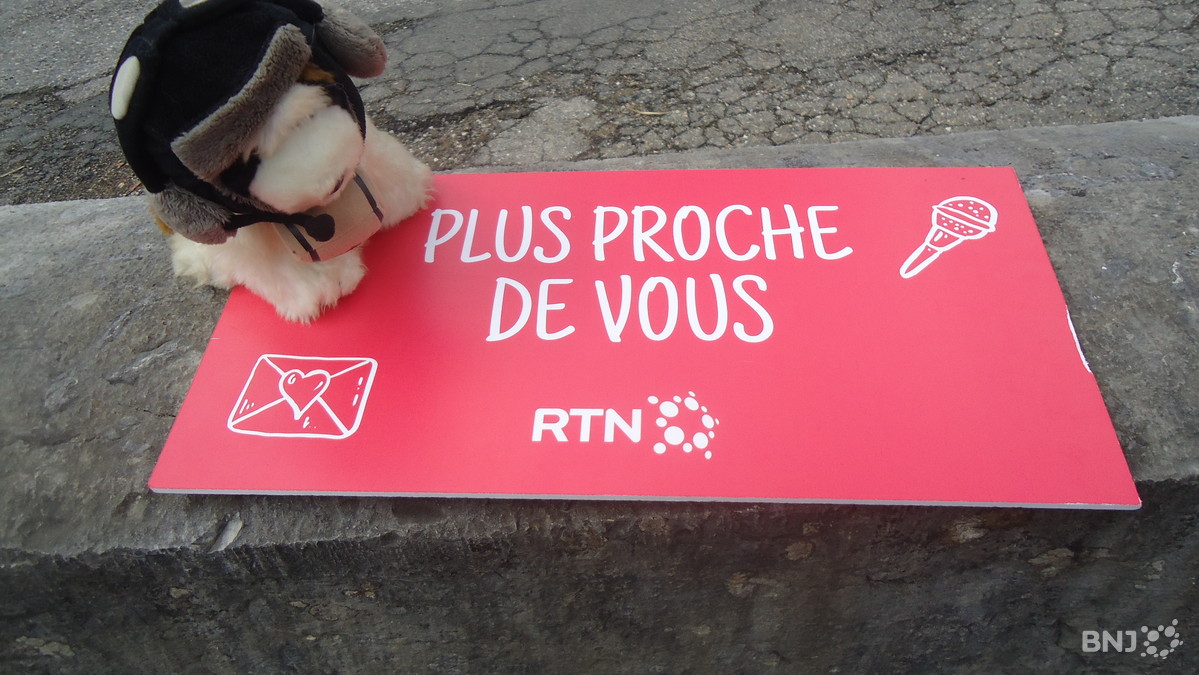 PLUS PROCHE
DE VOUS
RTN
BNJ